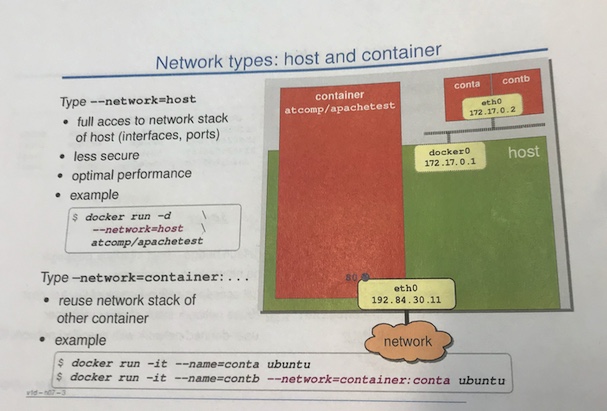 Network types: host and container
Type --network=host
• full acces to network stack
of host (interfaces, ports)
• less secure
• optimal performance
• example
$ docker run -d \
--network=host \
atcomp/apachetest
Type –network=container:...
• reuse network stack of
other container
• example
$ docker run -it --name=conta ubuntu
$ docker run -it --name=contb --network=container:conta ubuntu
container
atcomp/apachetest
conta contb
eth0
172.17.0.2
docker0
172.17.0.1
host
80
eth0
192.84.30.11
network